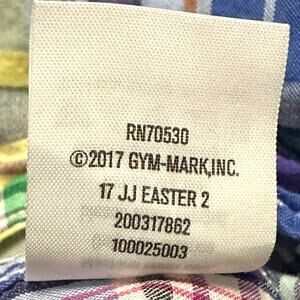 RN70530
©2017 GYM-MARK,INC.
17 JJ EASTER 2
200317862
100025003